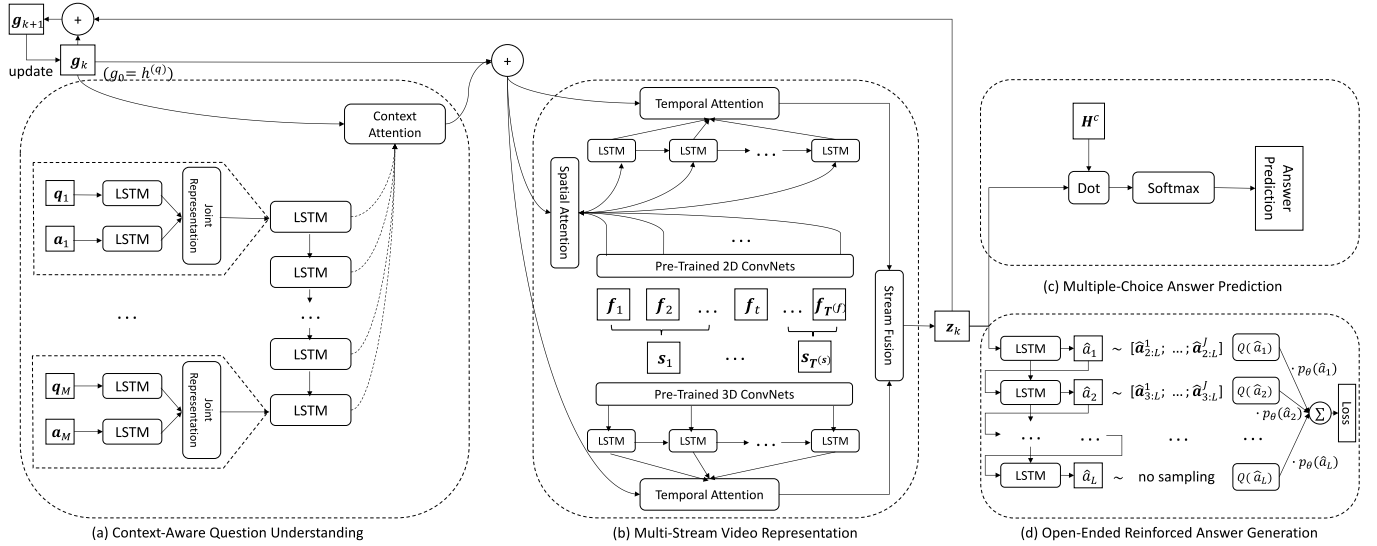 g_{k+1}
+
update
g_k
(g_0 = h^{(q)})
+
Context
Attention
q_1
LSTM
a_1
LSTM
Joint
Representation
LSTM
LSTM
...
...
LSTM
q_M
LSTM
a_M
LSTM
Joint
Representation
LSTM
(a) Context-Aware Question Understanding
Temporal Attention
LSTM LSTM ... LSTM
Spatial Attention
...
Pre-Trained 2D ConvNets
f_1 f_2 ... f_t ... f_{T^{(f)}}
s_1 ... s_{T^{(s)}}
Pre-Trained 3D ConvNets
LSTM LSTM ... LSTM
Temporal Attention
Stream Fusion
(b) Multi-Stream Video Representation
z_k
H^c
Dot
Softmax
Answer
Prediction
(c) Multiple-Choice Answer Prediction
LSTM â_1 ~ [â^1_{2:L}; ...; â^J_{2:L}] Q(â_1)
· p_θ(â_1)
LSTM â_2 ~ [â^1_{3:L}; ...; â^J_{3:L}] Q(â_2)
· p_θ(â_2)
Σ
Loss
... ... ... ...
· p_θ(â_L)
LSTM â_L ~ no sampling Q(â_L)
(d) Open-Ended Reinforced Answer Generation